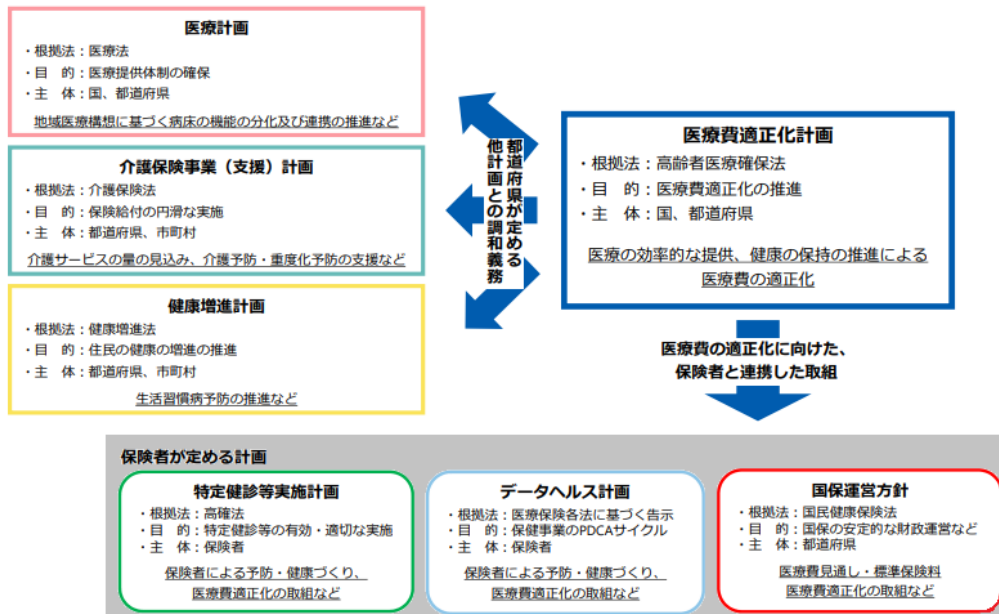 医療計画
・根拠法：医療法
・目　的：医療提供体制の確保
・主　体：国、都道府県
地域医療構想に基づく病床の機能の分化及び連携の推進など
介護保険事業（支援）計画
・根拠法：介護保険法
・目　的：保険給付の円滑な実施
・主　体：都道府県、市町村
介護サービスの量の見込み、介護予防・重度化予防の支援など
健康増進計画
・根拠法：健康増進法
・目　的：住民の健康の増進の推進
・主　体：都道府県、市町村
生活習慣病予防の推進など
都道府県が定める
他計画との調和義務
医療費適正化計画
・根拠法：高齢者医療確保法
・目　的：医療費適正化の推進
・主　体：国、都道府県
医療の効率的な提供、健康の保持の推進による
医療費の適正化
医療費の適正化に向けた、
保険者と連携した取組
保険者が定める計画
特定健診等実施計画
・根拠法：高確法
・目　的：特定健診等の有効・適切な実施
・主　体：保険者
保険者による予防・健康づくり、
医療費適正化の取組など
データヘルス計画
・根拠法：医療保険各法に基づく告示
・目　的：保健事業のPDCAサイクル
・主　体：保険者
保険者による予防・健康づくり、
医療費適正化の取組など
国保運営方針
・根拠法：国民健康保険法
・目　的：国保の安定的な財政運営など
・主　体：都道府県
医療費見通し・標準保険料
医療費適正化の取組など